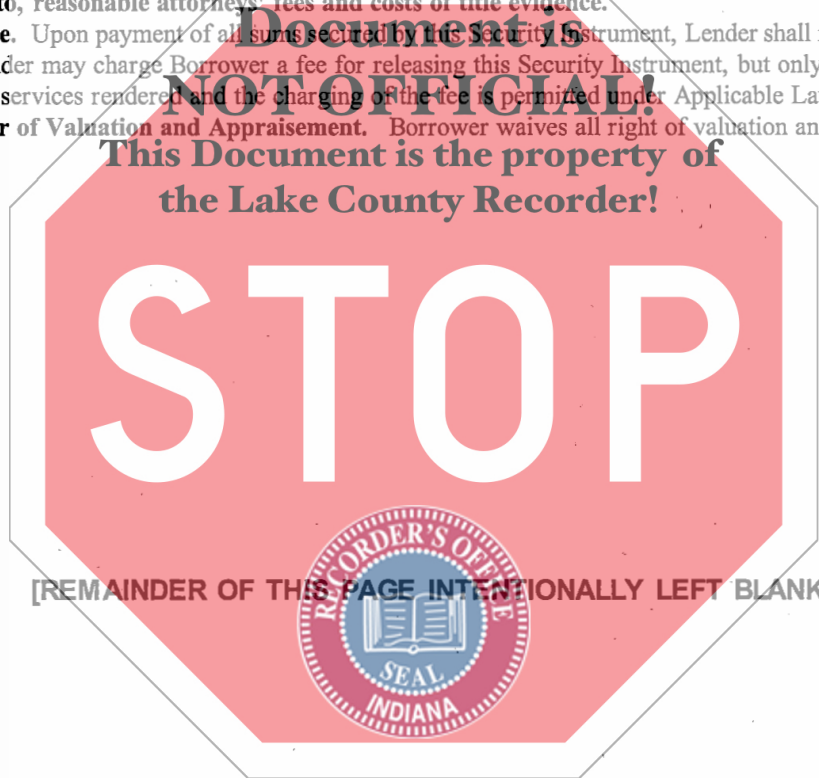 to, reasonable attorneys' fees and costs of title evidence.
Document is
e. Upon payment of all sums secured by this Security Instrument, Lender shall
der may charge Borrower a fee for releasing this Security Instrument, but only
NOT OFFICIAL!
services rendered and the charging of the fee is permitted under Applicable La
r of Valuation and Appraisement. Borrower waives all right of valuation an
This Document is the property of
the Lake County Recorder!
STOP
RECORDER'S OFFICE
[REMAINDER OF THIS PAGE INTENTIONALLY LEFT BLANK
SEAL
INDIANA